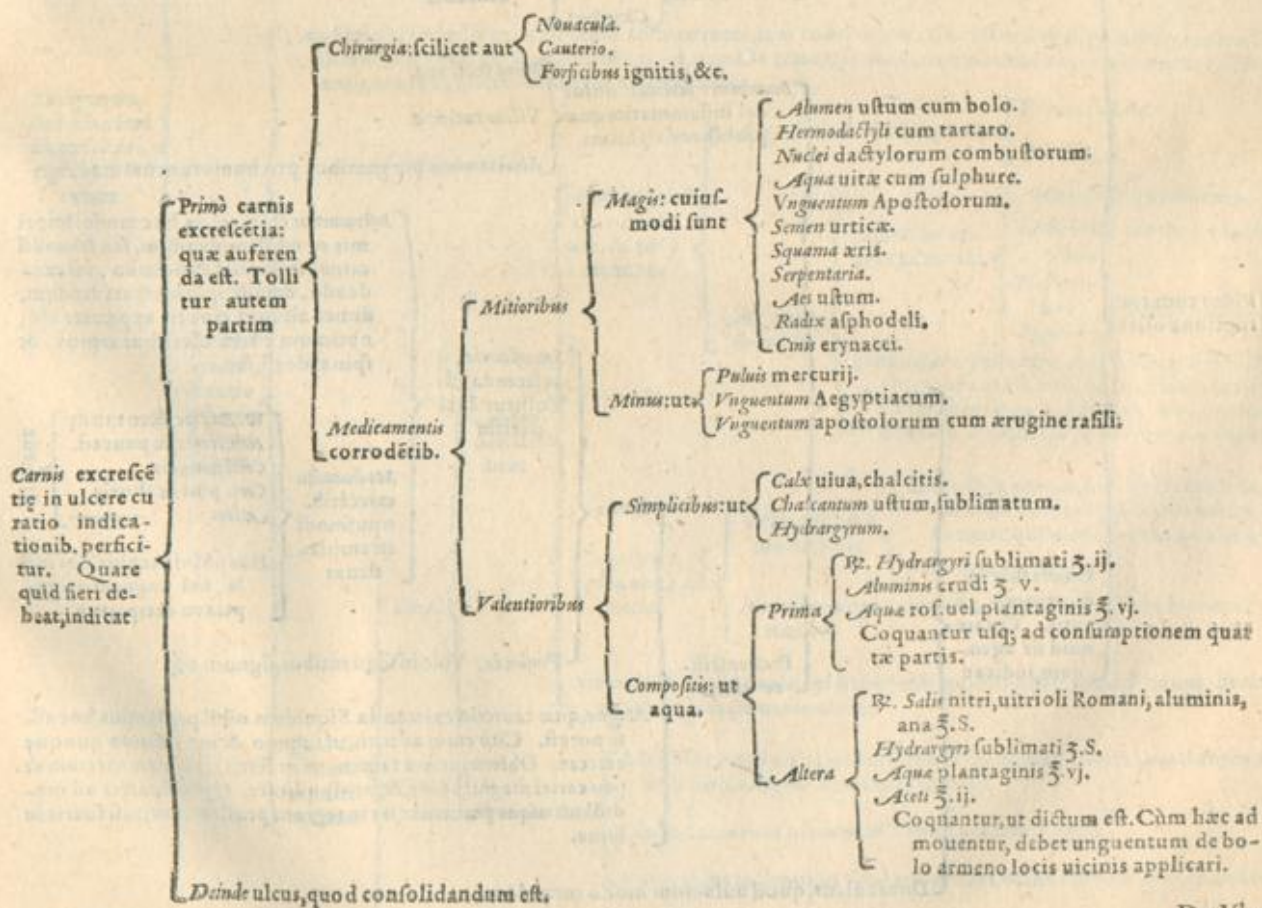 Carnis excrescē
tię in ulcere cu
ratio indica-
tionib. perfici-
tur. Quare
quid fieri de-
beat, indicat
Primò carnis
excrescētia:
quæ auferen
da est. Tolli
tur autem
partim
Chirurgia: scilicet aut
Nouacula.
Cauterio.
Forficibus ignitis, &c.
Medicamentis
corrodētib.
Mitioribus
Magis: cuius-
modi sunt
Alumen ustum cum bolo.
Hermodactyli cum tartaro.
Nuclei dactylorum combustorum.
Aqua uitæ cum sulphure.
Vnguentum Apostolorum.
Semen urticæ.
Squama æris.
Serpentaria.
Aes ustum.
Radix asphodeli.
Cinis erynacci.
Minus: ut
Puluis mercurij.
Vnguentum Aegyptiacum.
Vnguentum apostolorum cum ærugine rasili.
Valentioribus
Simplicibus: ut
Calx uiua, chalcitis.
Chalcantum ustum, sublimatum.
Hydrargyrum.
Compositis: ut
aqua.
Prima
℞. Hydrargyri sublimati ʒ. ij.
Aluminis crudi ʒ. v.
Aquæ ros. uel plantaginis ℥. vj.
Coquantur usq; ad consumptionem quar
tæ partis.
Altera
℞. Salis nitri, uitrioli Romani, aluminis,
ana ℥. S.
Hydrargyri sublimati ʒ. S.
Aquæ plantaginis ℥. vj.
Aceti ℥. ij.
Coquantur, ut dictum est. Cùm hæc ad
mouentur, debet unguentum de bo-
lo armeno locis uicinis applicari.
Deinde ulcus, quod consolidandum est.